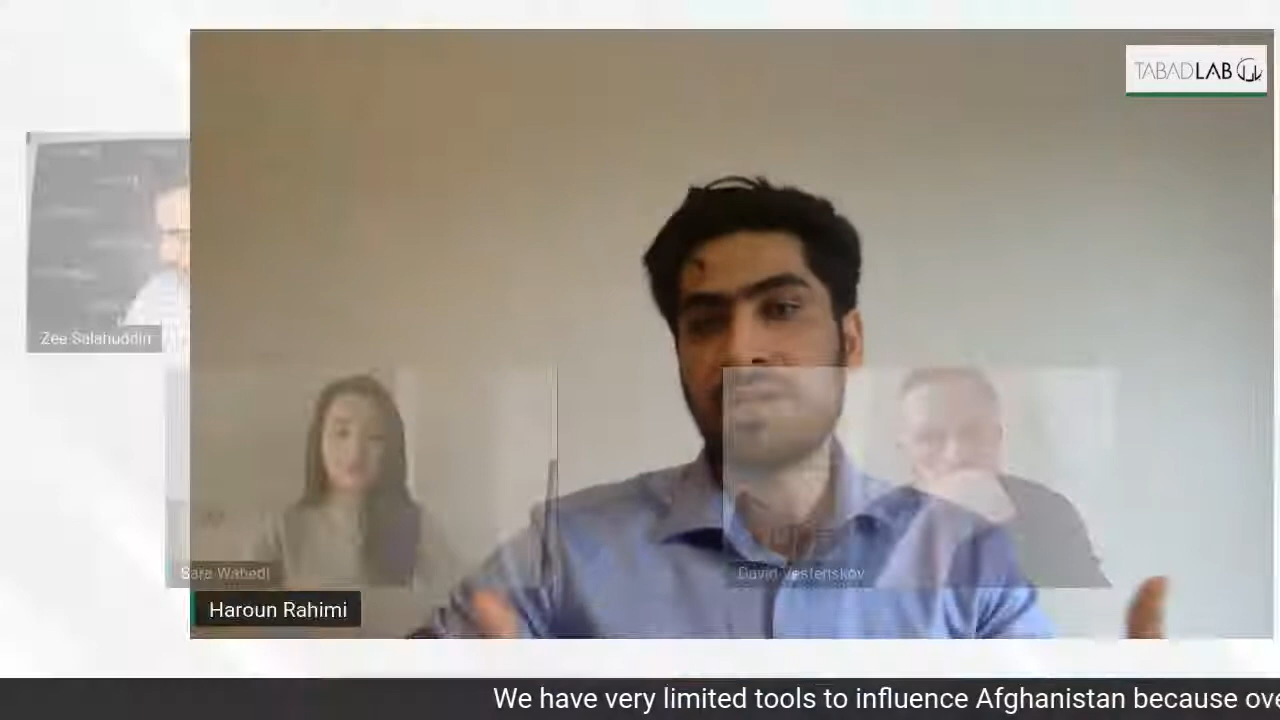 TABADLAB
Zee Salahuddin
Sara Wahedi
David Vestenskov
Haroun Rahimi
We have very limited tools to influence Afghanistan because ove